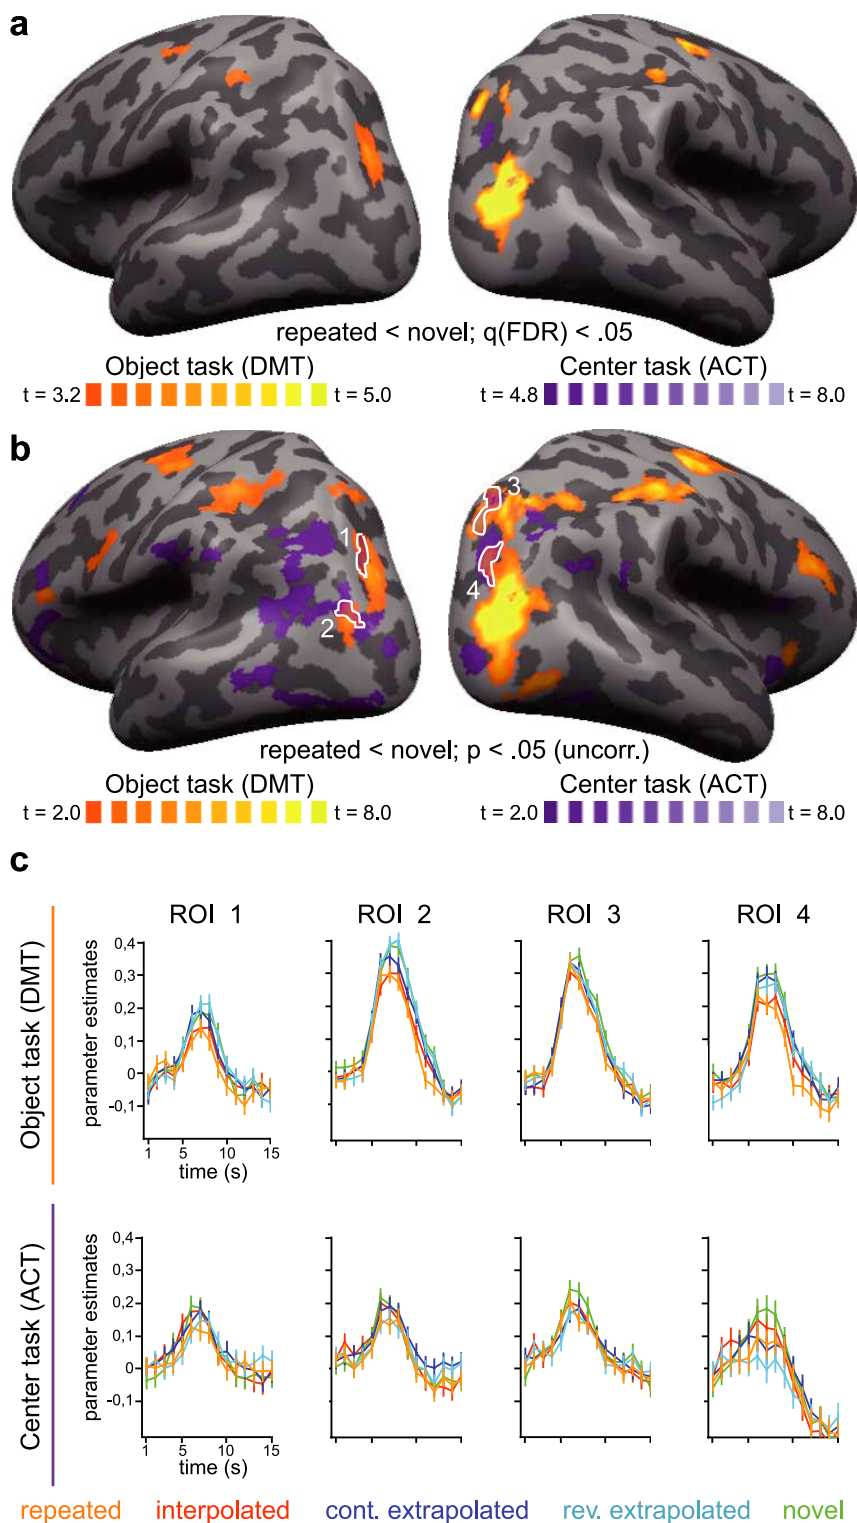 a
repeated < novel; q(FDR) < .05
Object task (DMT) Center task (ACT)
t = 3.2 t = 5.0 t = 4.8 t = 8.0
b
1 2 3 4
repeated < novel; p < .05 (uncorr.)
Object task (DMT) Center task (ACT)
t = 2.0 t = 8.0 t = 2.0 t = 8.0
c
ROI 1 ROI 2 ROI 3 ROI 4
Object task (DMT)
parameter estimates
0,4
0,3
0,2
0,1
0
-0,1
1 5 10 15
time (s)
Center task (ACT)
parameter estimates
0,4
0,3
0,2
0,1
0
-0,1
1 5 10 15
time (s)
repeated interpolated cont. extrapolated rev. extrapolated novel